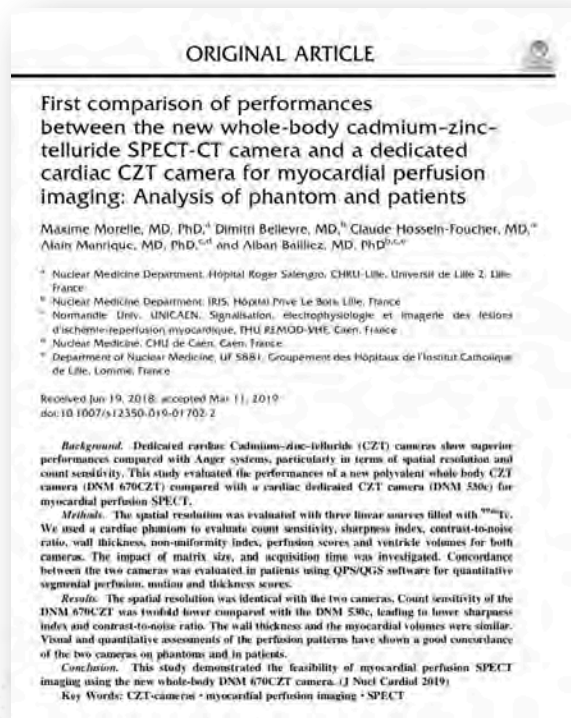 ORIGINAL ARTICLE
First comparison of performances
between the new whole-body cadmium-zinc-
telluride SPECT-CT camera and a dedicated
cardiac CZT camera for myocardial perfusion
imaging: Analysis of phantom and patients
Maxime Morelle, MD, PhD,a Dimitri Bellevre, MD,b Claude Hossein-Foucher, MD,a
Alain Manrique, MD, PhD,c,d and Alban Bailliez, MD, PhDb,c,e
a Nuclear Medicine Department, Hôpital Roger Salengro, CHRU-Lille, Universit de Lille 2, Lille,
France
b Nuclear Medicine Department, IRIS, Hôpital Privé Le Bois, Lille, France
c Normandie Univ, UNICAEN, Signalisation, électrophysiologie et imagerie des lésions
d'ischémie-reperfusion myocardique, FHU REMOD-VHF, Caen, France
d Nuclear Medicine, CHU de Caen, Caen, France
e Department of Nuclear Medicine, UF 5881, Groupement des Hôpitaux de l'Institut Catholique
de Lille, Lomme, France
Received Jun 19, 2018; accepted Mar 11, 2019
doi:10.1007/s12350-019-01702-2
Background. Dedicated cardiac Cadmium-zinc-telluride (CZT) cameras show superior
performances compared with Anger systems, particularly in terms of spatial resolution and
count sensitivity. This study evaluated the performances of a new polyvalent whole-body CZT
camera (DNM 670CZT) compared with a cardiac dedicated CZT camera (DNM 530c) for
myocardial perfusion SPECT.
Methods. The spatial resolution was evaluated with three linear sources filled with 99mTc.
We used a cardiac phantom to evaluate count sensitivity, sharpness index, contrast-to-noise
ratio, wall thickness, non-uniformity index, perfusion scores and ventricle volumes for both
cameras. The impact of matrix size, and acquisition time was investigated. Concordance
between the two cameras was evaluated in patients using QPS/QGS software for quantitative
segmental perfusion, motion and thickness scores.
Results. The spatial resolution was identical with the two cameras. Count sensitivity of the
DNM 670CZT was twofold lower compared with the DNM 530c, leading to lower sharpness
index and contrast-to-noise ratio. The wall thickness and the myocardial volumes were similar.
Visual and quantitative assessments of the perfusion patterns have shown a good concordance
of the two cameras on phantoms and in patients.
Conclusion. This study demonstrated the feasibility of myocardial perfusion SPECT
imaging using the new whole-body DNM 670CZT camera. (J Nucl Cardiol 2019)
Key Words: CZT-cameras • myocardial perfusion imaging • SPECT